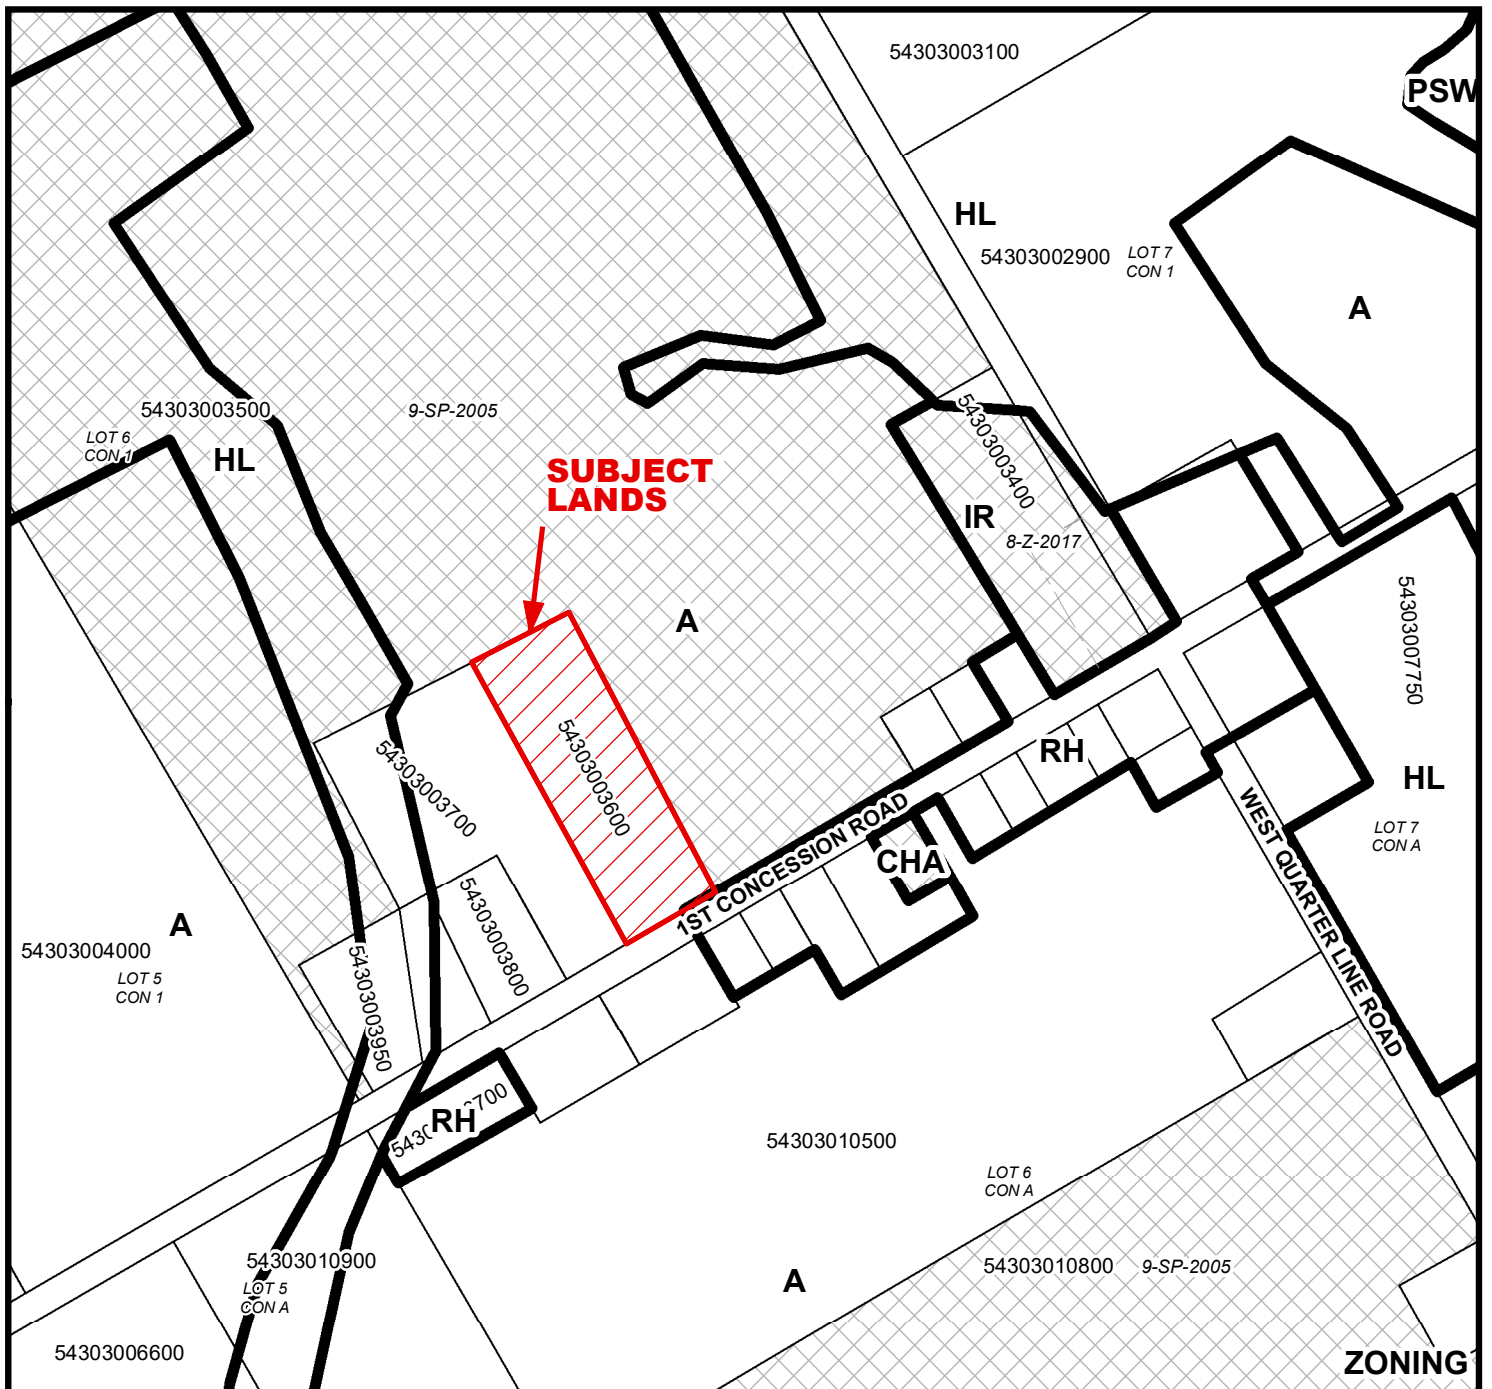 54303003100
PSW
HL
54303002900
LOT 7
CON 1
A
54303003500
9-SP-2005
LOT 6
CON 1
HL
SUBJECT
LANDS
54303003400
IR
8-Z-2017
A
54303007750
54303003600
54303003700
RH
HL
1ST CONCESSION ROAD
CHA
LOT 7
CON A
WEST QUARTER LINE ROAD
54303003800
A
54303004000
LOT 5
CON 1
54303003950
RH
54303010500
LOT 6
CON A
54303010900
LOT 5
CON A
A
54303010800
9-SP-2005
54303006600
ZONING